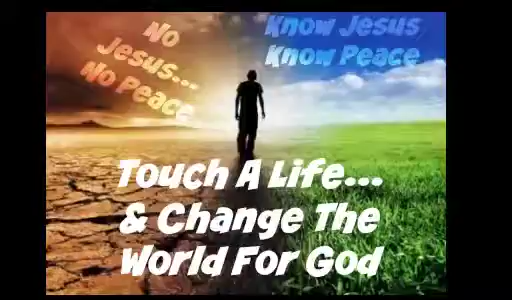 No
Jesus...
No Peace
Know Jesus
Know Peace
Touch A Life...
& Change The
World For God